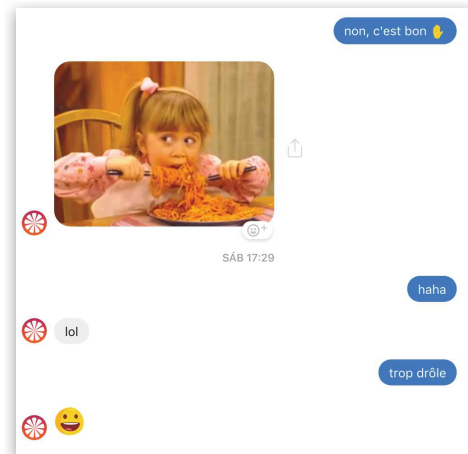 non, c'est bon ✋
SÁB 17:29
haha
lol
trop drôle
😀